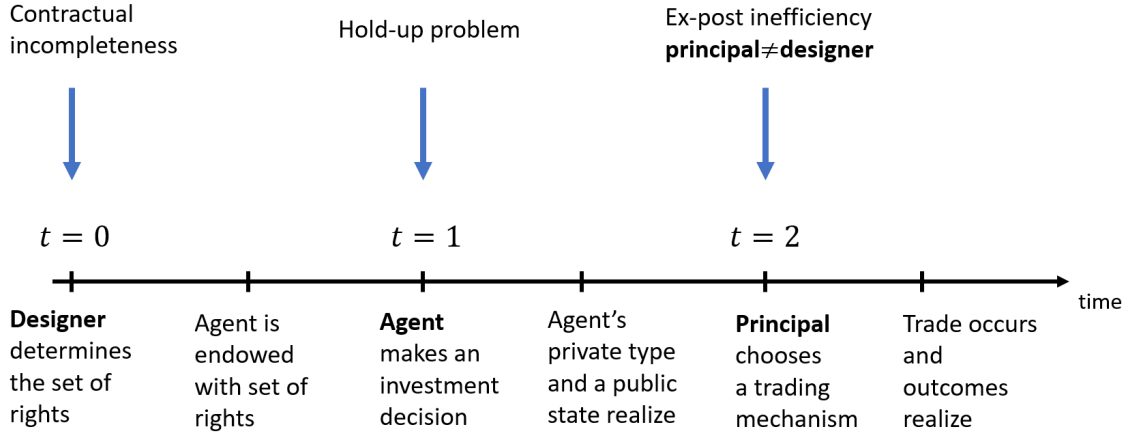 Contractual
incompleteness
Hold-up problem
Ex-post inefficiency
principal≠designer
t = 0
t = 1
t = 2
time
Designer
determines
the set of
rights
Agent is
endowed
with set of
rights
Agent
makes an
investment
decision
Agent’s
private type
and a public
state realize
Principal
chooses
a trading
mechanism
Trade occurs
and
outcomes
realize